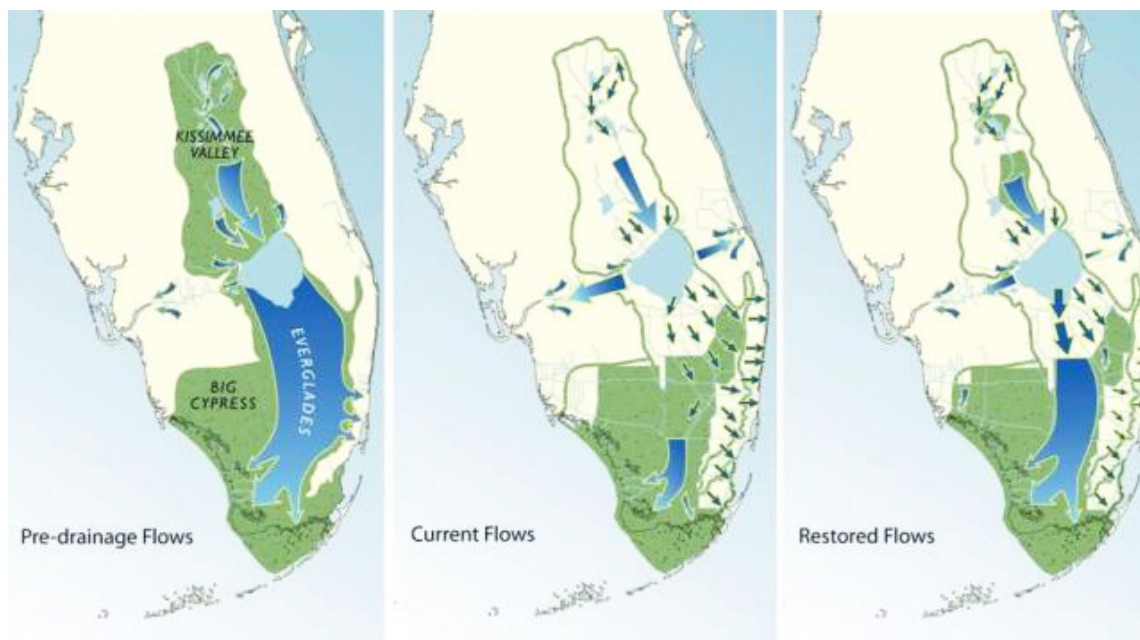 KISSIMMEE
VALLEY
EVERGLADES
BIG
CYPRESS
Pre-drainage Flows
Current Flows
Restored Flows